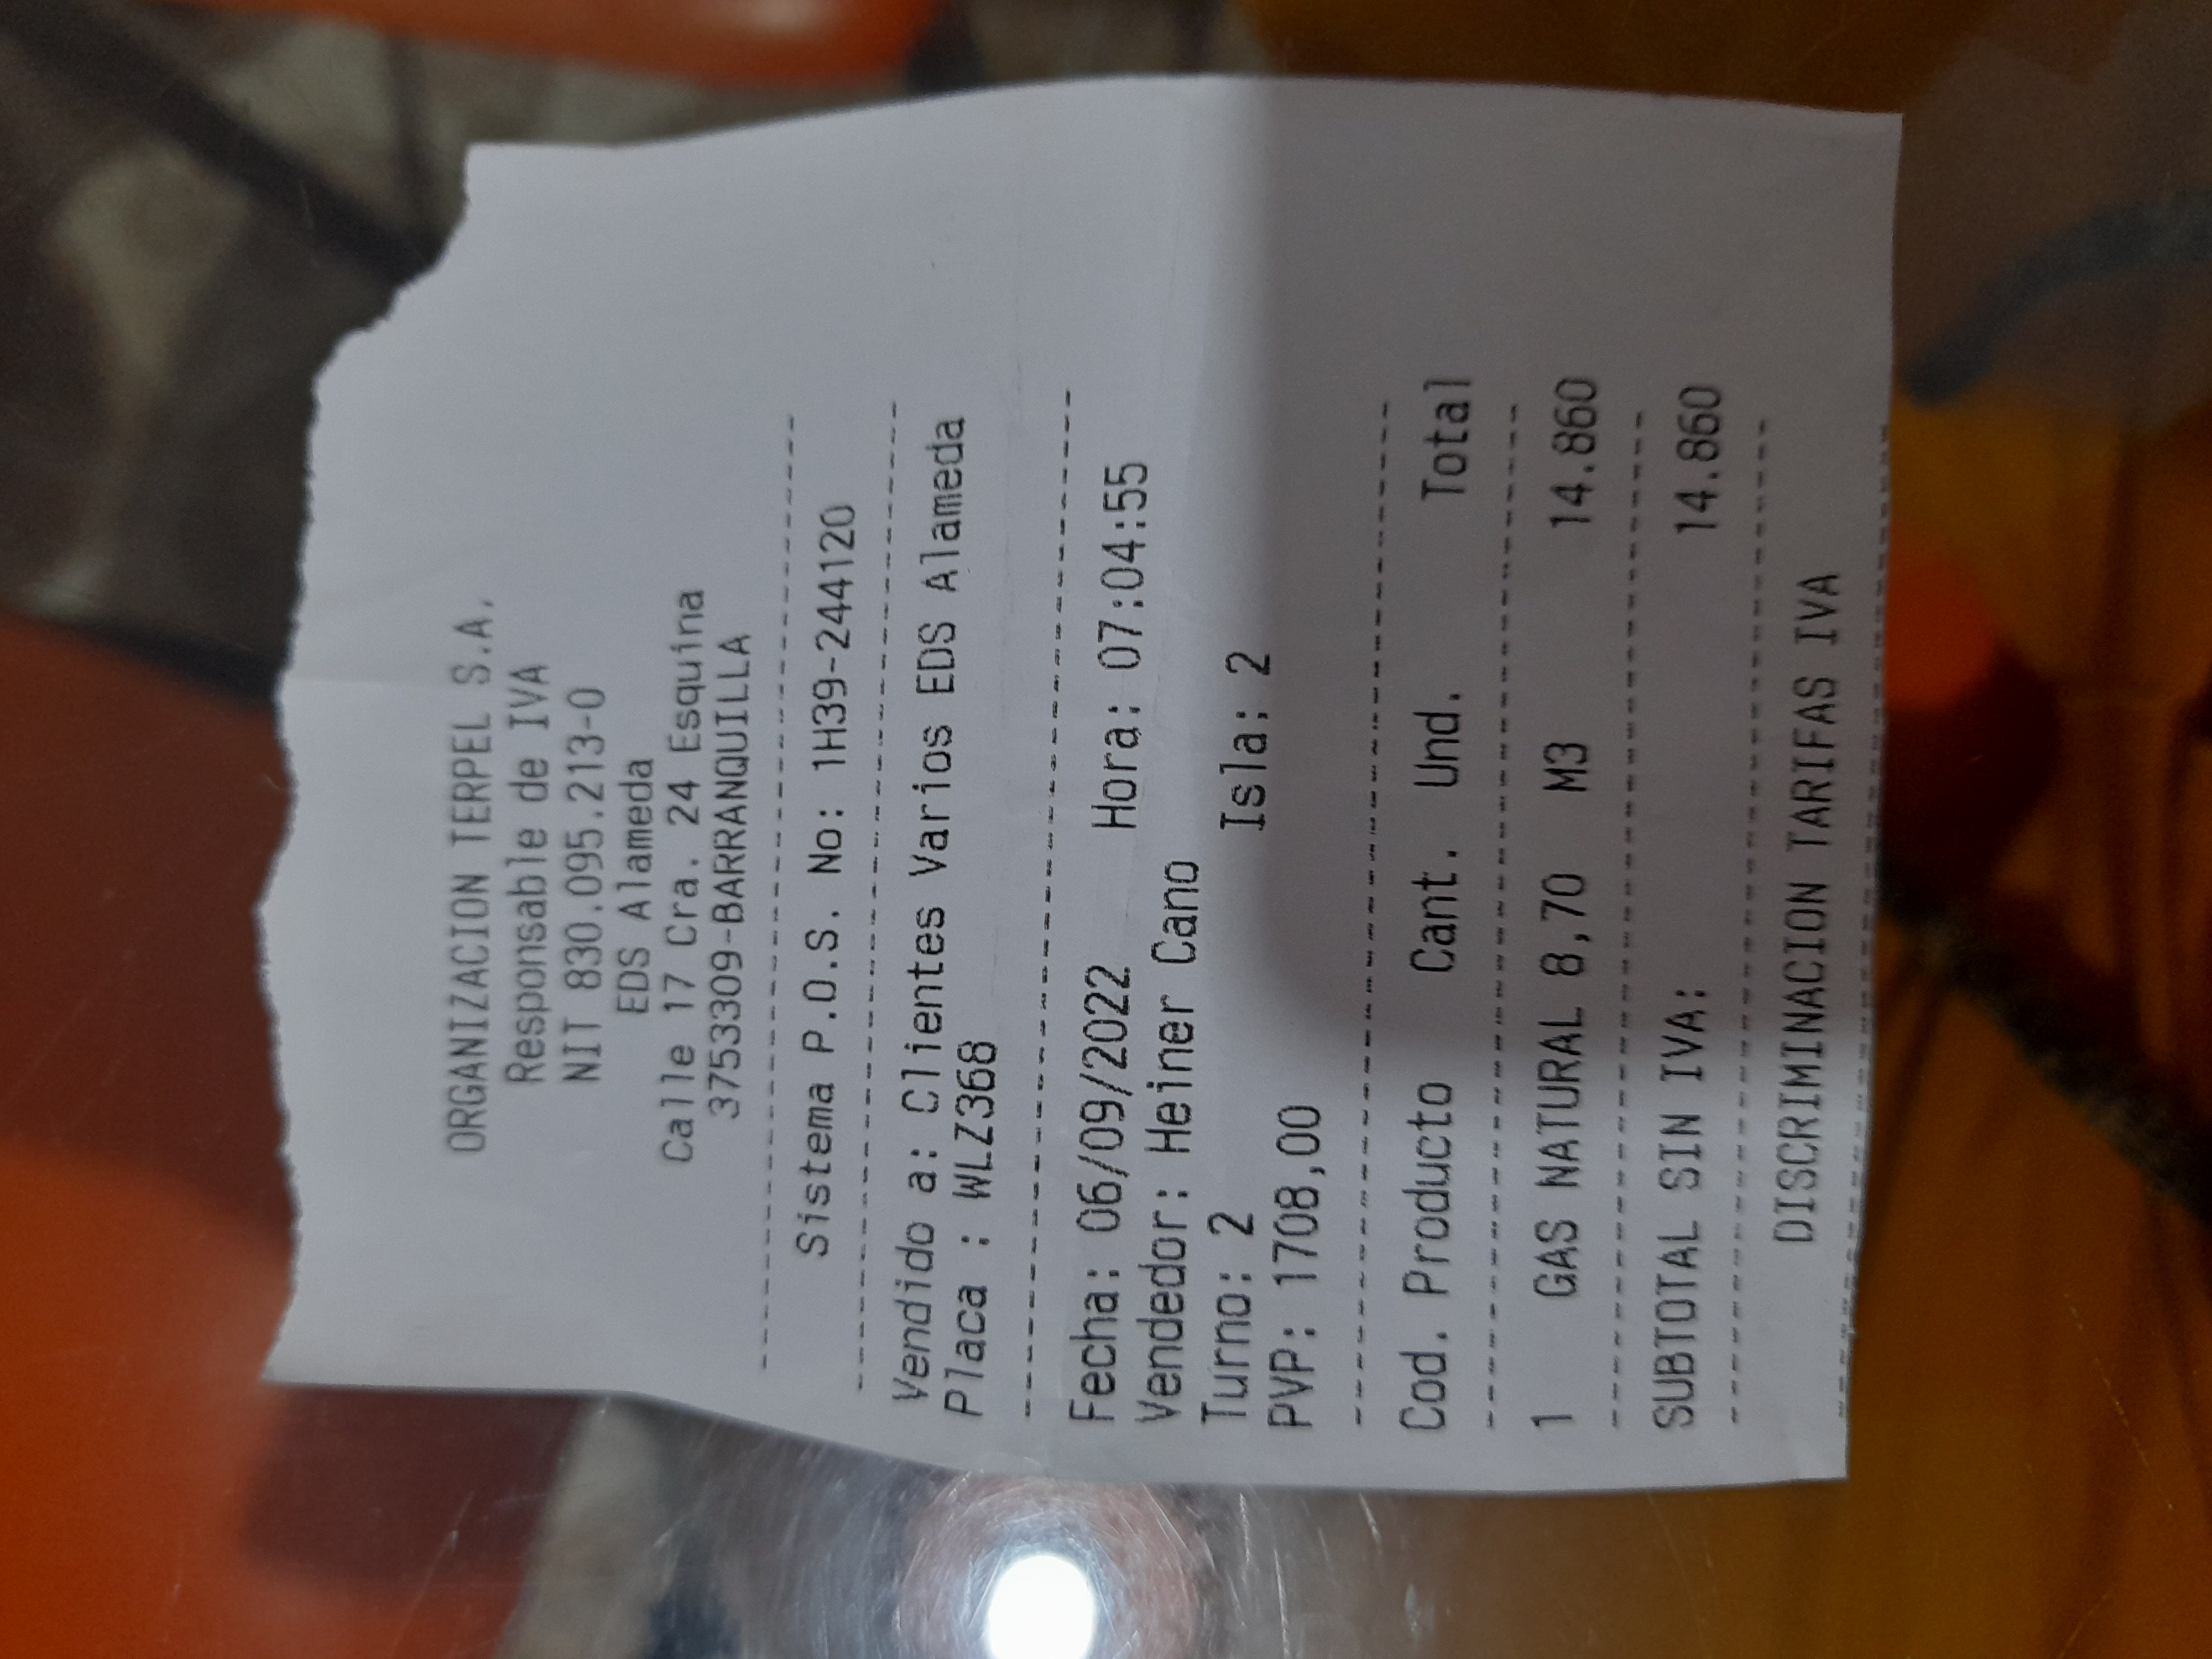 ORGANIZACION TERPEL S.A.
Responsable de IVA
NIT 830.095.213-0
EDS Alameda
Calle 17 Cra. 24 Esquina
3753309-BARRANQUILLA
Sistema P.O.S. No: 1H39-244120
Vendido a: Clientes Varios EDS Alameda
Placa : WLZ368
Fecha: 06/09/2022 Hora: 07:04:55
Vendedor: Heiner Cano
Turno: 2 Isla: 2
PVP: 1708,00
Cod. Producto Cant. Und. Total
1 GAS NATURAL 8,70 M3 14.860
SUBTOTAL SIN IVA: 14.860
DISCRIMINACION TARIFAS IVA